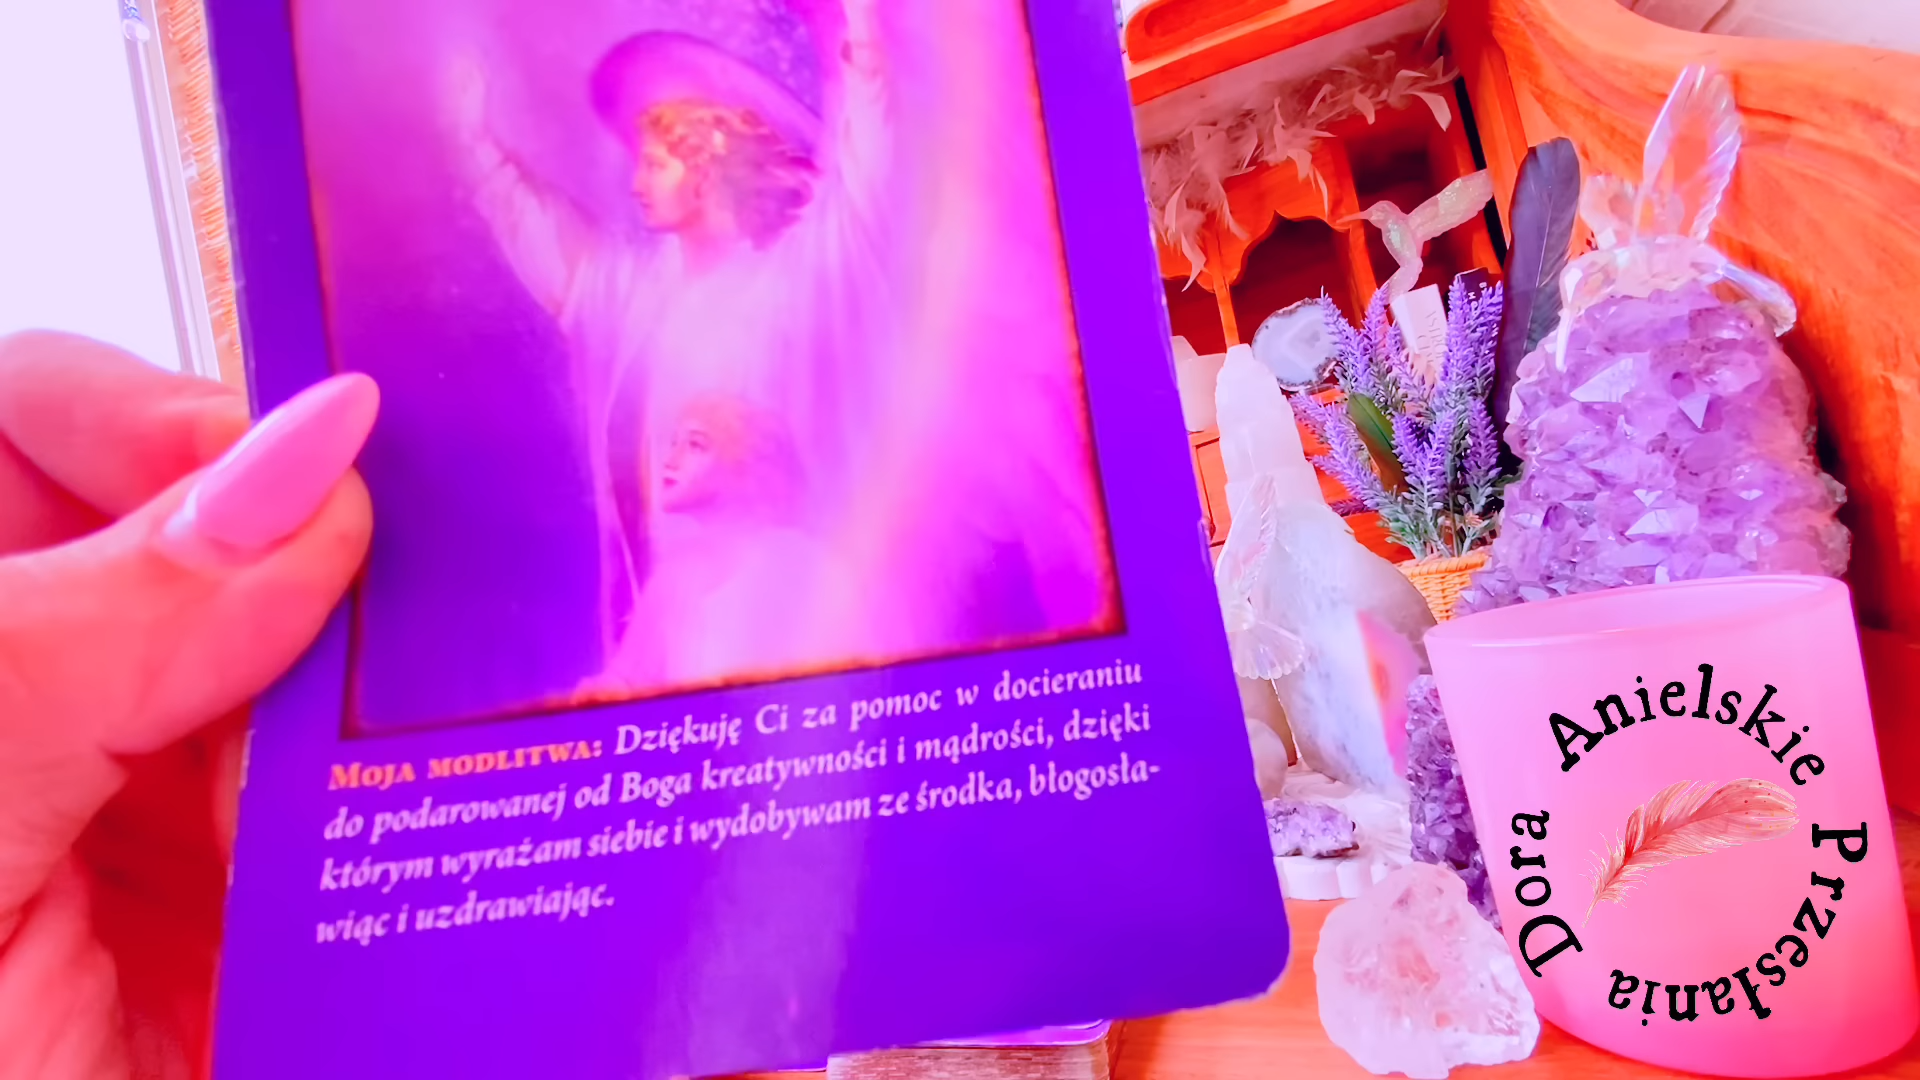 Moja modlitwa: Dziękuję Ci za pomoc w docieraniu
do podarowanej od Boga kreatywności i mądrości, dzięki
którym wyrażam siebie i wydobywam ze środka, błogosła-
wiąc i uzdrawiając.
Dora Anielskie Przesłania